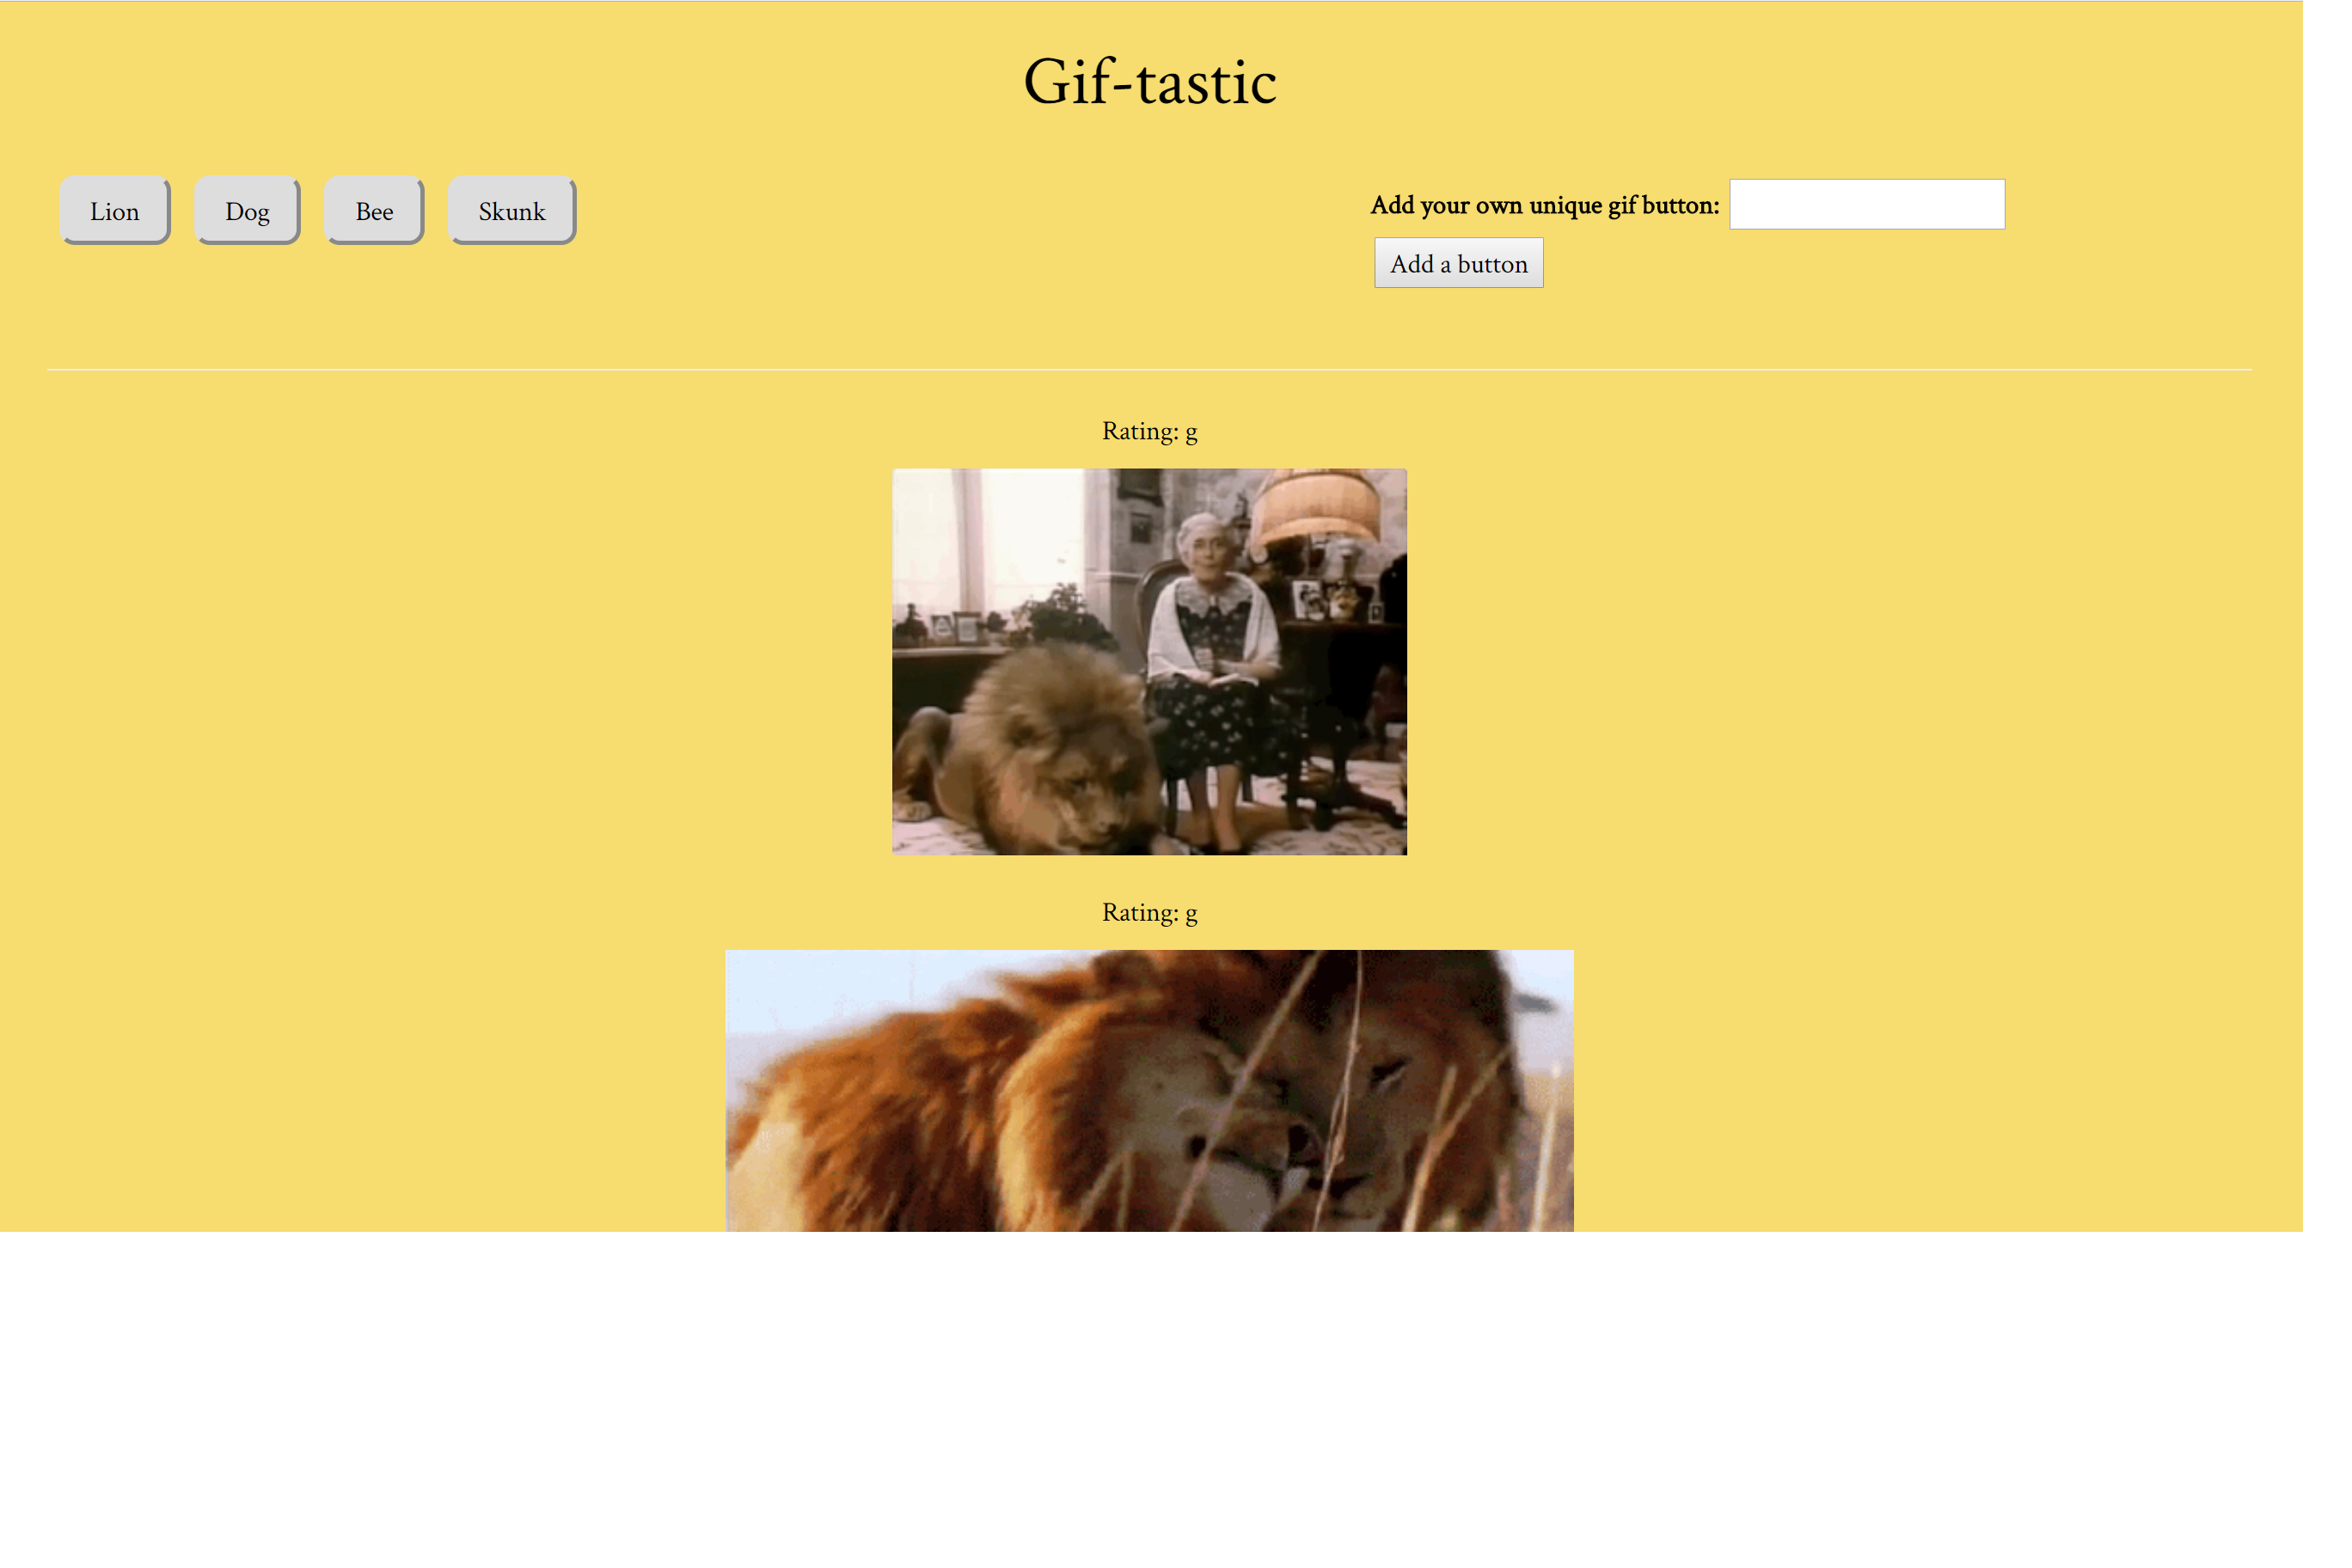 Gif-tastic
Lion Dog Bee Skunk
Add your own unique gif button:
Add a button
Rating: g
Rating: g